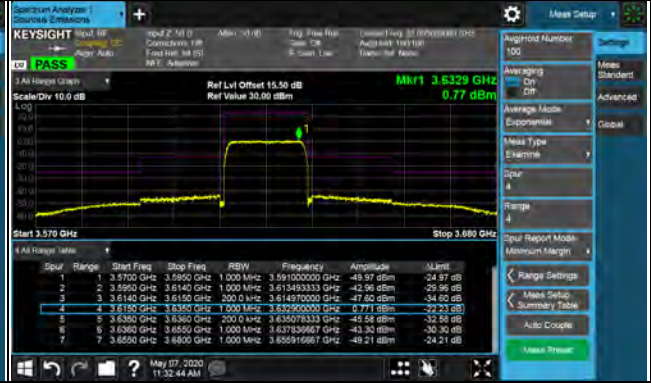 Spectrum Analyzer 1
Spurious Emissions
Meas Setup
KEYSIGHT
Input: RF
Coupling: DC
Align: Auto
Input Z: 50 Ω
Corrections: Off
NFE: Adaptive
Atten: 30 dB
Trig: Free Run
Gate: Off
IF Gain: Low
Avg|Hold: 100/100
Radio Std: None
PASS
3 All Range Graph
Scale/Div 10.0 dB
Ref Lvl Offset 15.50 dB
Ref Value 30.00 dBm
Mkr1 3.6329 GHz
0.77 dBm
Log
1
Start 3.570 GHz
Stop 3.680 GHz
4 All Range Table
Spur Range Start Freq Stop Freq RBW Frequency Amplitude ΔLimit
1 1 3.5700 GHz 3.5950 GHz 1.000 MHz 3.591000000 GHz -49.97 dBm -24.97 dB
2 2 3.5950 GHz 3.6140 GHz 1.000 MHz 3.613493333 GHz -42.96 dBm -29.96 dB
3 3 3.6140 GHz 3.6150 GHz 200.0 kHz 3.614970000 GHz -47.60 dBm -34.60 dB
4 4 3.6150 GHz 3.6350 GHz 1.000 MHz 3.632900000 GHz 0.771 dBm -22.23 dB
5 5 3.6350 GHz 3.6360 GHz 200.0 kHz 3.635078333 GHz -45.58 dBm -32.58 dB
6 6 3.6360 GHz 3.6550 GHz 1.000 MHz 3.637836667 GHz -43.30 dBm -30.30 dB
7 7 3.6550 GHz 3.6800 GHz 1.000 MHz 3.655916667 GHz -49.21 dBm -24.21 dB
May 07, 2020
11:32:44 AM
Avg|Hold Number
100
Averaging
On
Off
Average Mode
Exponential
Meas Type
Examine
Spur
4
Range
4
Spur Report Mode
Minimum Margin
Range Settings
Meas Setup
Summary Table
Auto Couple
Meas Preset
Settings
Meas
Standard
Advanced
Global